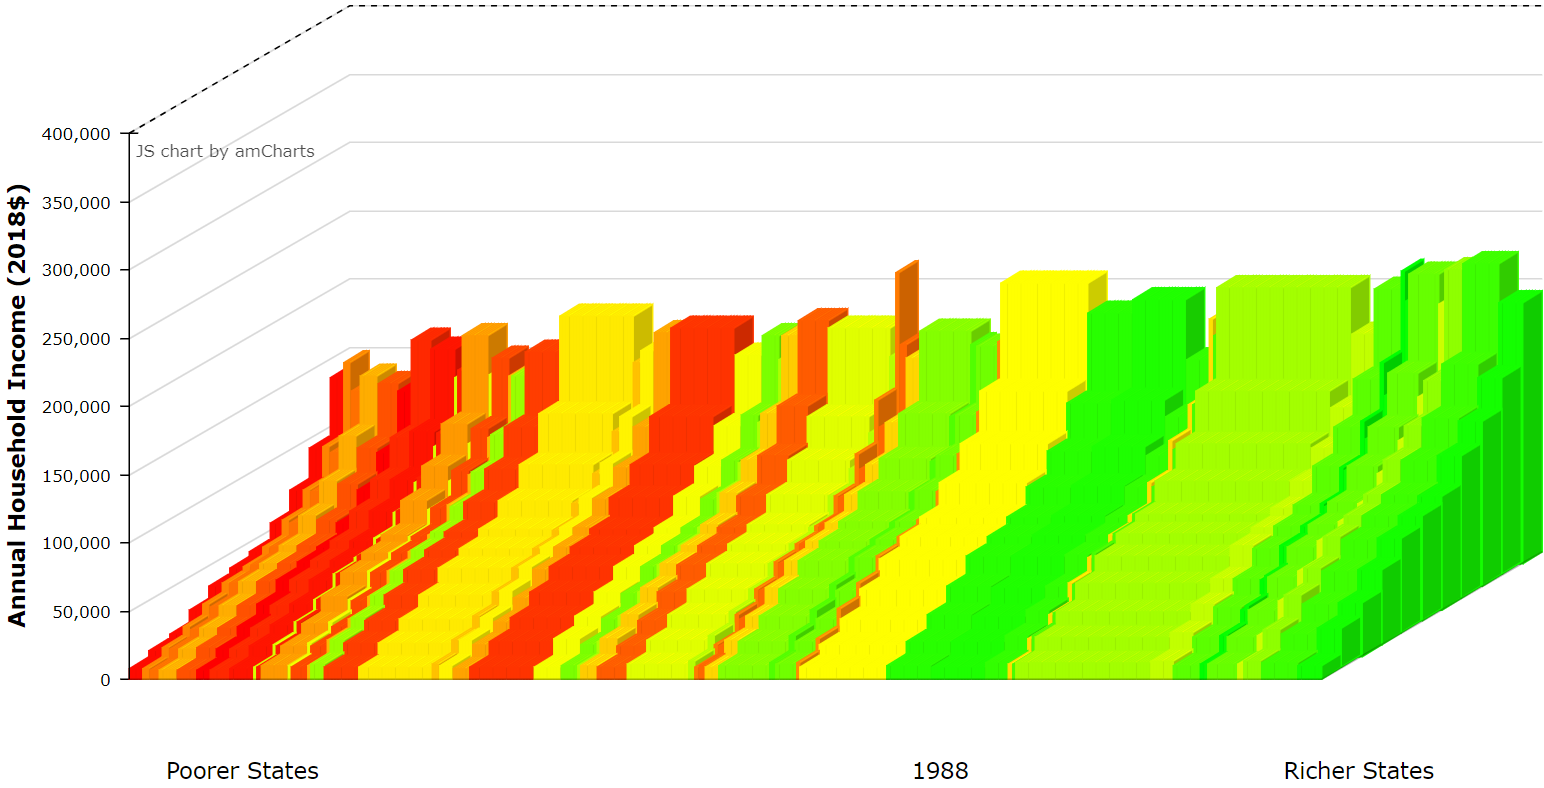 400,000
JS chart by amCharts
350,000
300,000
250,000
200,000
150,000
100,000
50,000
0
Annual Household Income (2018$)
Poorer States
1988
Richer States